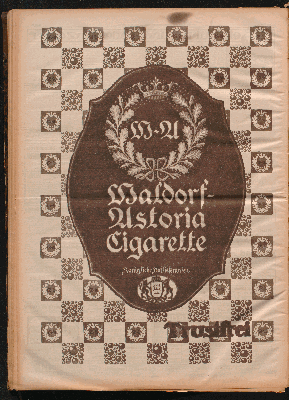 W=A
Waldorf=
Astoria
Cigarette
Trustfrei